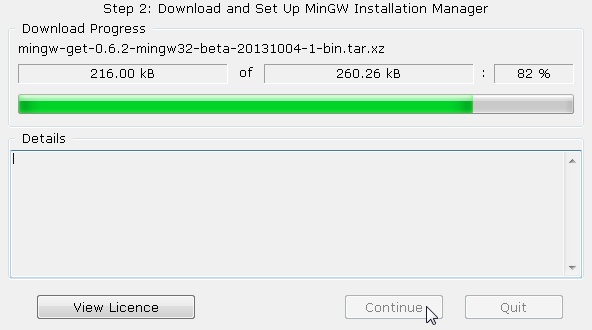 Step 2: Download and Set Up MinGW Installation Manager
Download Progress
mingw-get-0.6.2-mingw32-beta-20131004-1-bin.tar.xz
216.00 kB of 260.26 kB : 82 %
Details
View Licence Continue Quit